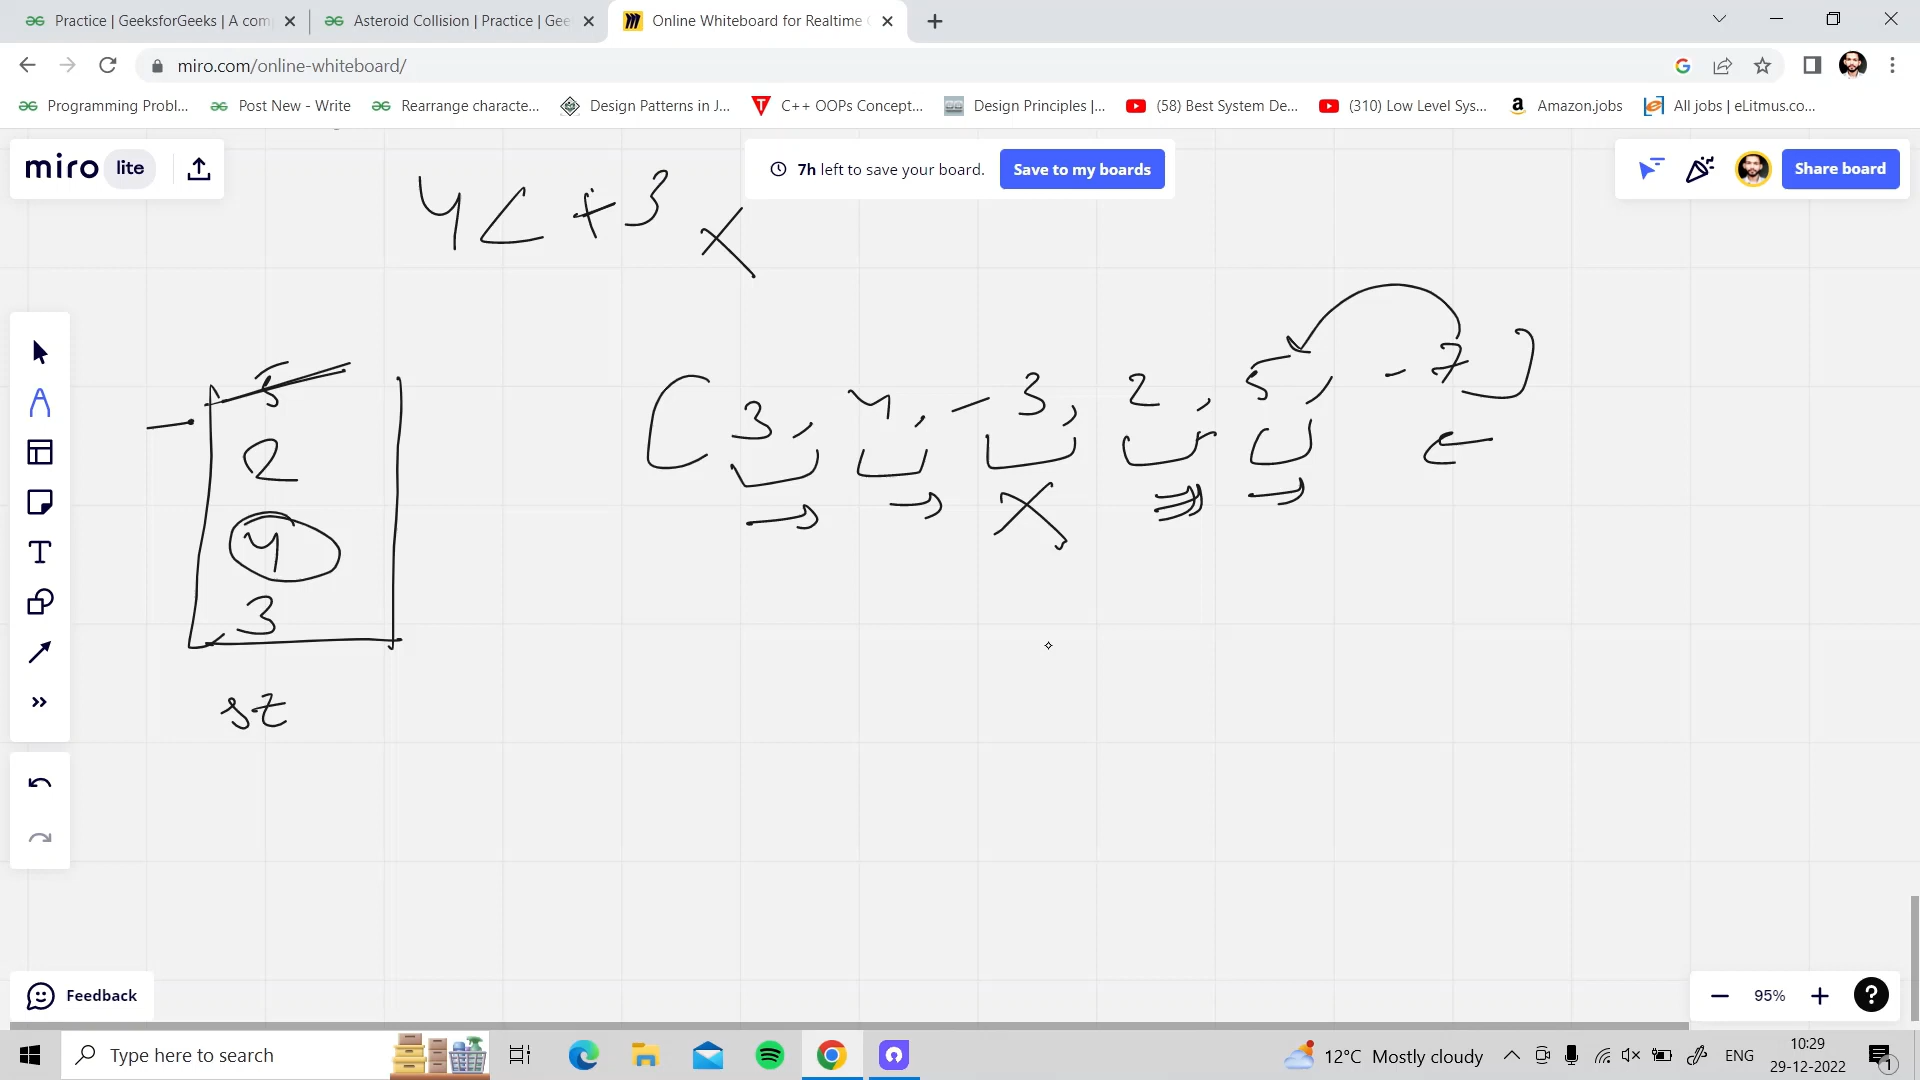 Practice | GeeksforGeeks | A com
Asteroid Collision | Practice | Gee
Online Whiteboard for Realtime C
miro.com/online-whiteboard/
Programming Probl...
Post New - Write
Rearrange characte...
Design Patterns in J...
C++ OOPs Concept...
Design Principles |...
(58) Best System De...
(310) Low Level Sys...
Amazon.jobs
All jobs | eLitmus.co...
miro lite
7h left to save your board.
Save to my boards
Share board
4 < +3 X
[3, 4, -3, 2, 5, -7]
5
2
4
3
st
Feedback
95%
Type here to search
12°C Mostly cloudy
ENG
10:29
29-12-2022
1